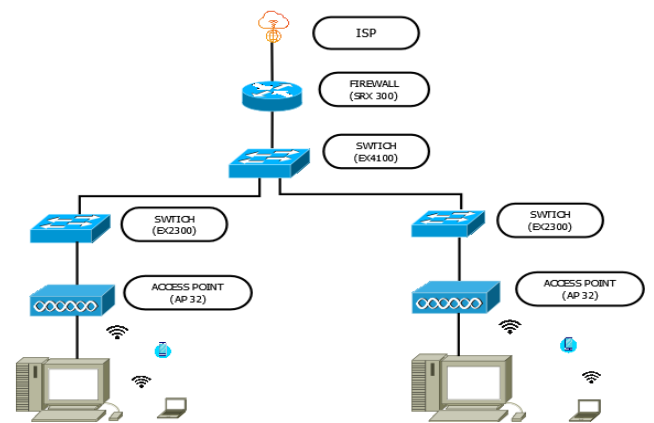 ISP
FIREWALL
(SRX 300)
SWTICH
(EX4100)
SWTICH
(EX2300)
SWTICH
(EX2300)
ACCESS POINT
(AP 32)
ACCESS POINT
(AP 32)